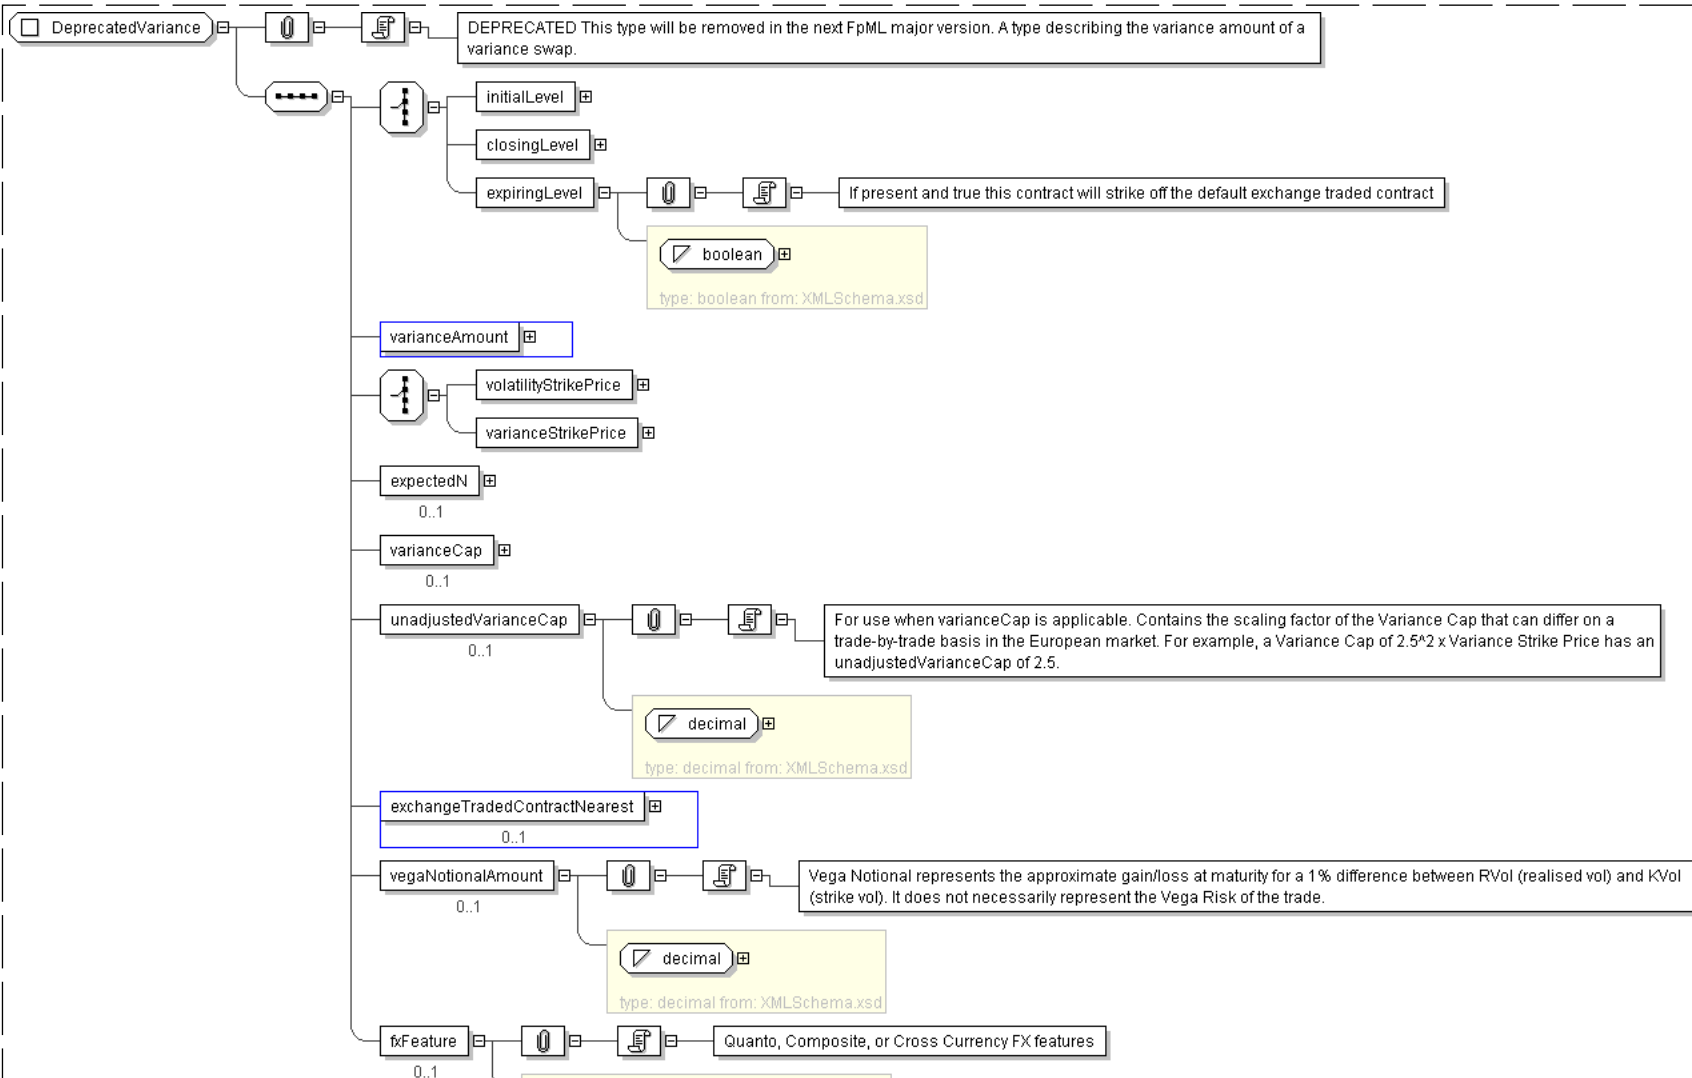 DeprecatedVariance
DEPRECATED This type will be removed in the next FpML major version. A type describing the variance amount of a
variance swap.
initialLevel
closingLevel
expiringLevel
If present and true this contract will strike off the default exchange traded contract
boolean
type: boolean from: XMLSchema.xsd
varianceAmount
volatilityStrikePrice
varianceStrikePrice
expectedN
0..1
varianceCap
0..1
unadjustedVarianceCap
0..1
For use when varianceCap is applicable. Contains the scaling factor of the Variance Cap that can differ on a
trade-by-trade basis in the European market. For example, a Variance Cap of 2.5^2 x Variance Strike Price has an
unadjustedVarianceCap of 2.5.
decimal
type: decimal from: XMLSchema.xsd
exchangeTradedContractNearest
0..1
vegaNotionalAmount
0..1
Vega Notional represents the approximate gain/loss at maturity for a 1% difference between RVol (realised vol) and KVol
(strike vol). It does not necessarily represent the Vega Risk of the trade.
decimal
type: decimal from: XMLSchema.xsd
fxFeature
0..1
Quanto, Composite, or Cross Currency FX features